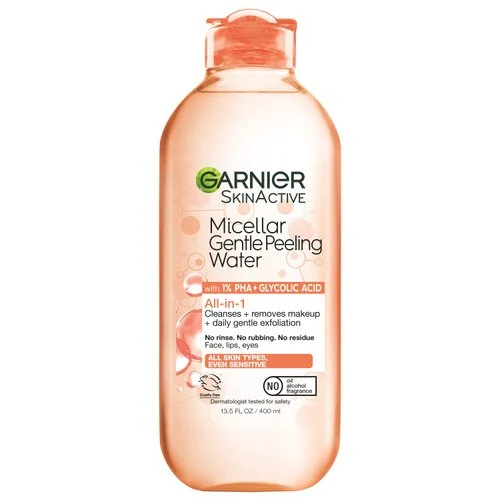 GARNIER
SKINACTIVE
Micellar
Gentle Peeling
Water
with 1% PHA + GLYCOLIC ACID
All-in-1
Cleanses + removes makeup
+ daily gentle exfoliation
No rinse. No rubbing. No residue
Face, lips, eyes
ALL SKIN TYPES,
EVEN SENSITIVE
Cruelty free
NO oil
alcohol
fragrance
Dermatologist tested for safety
13.5 FL OZ / 400 ml